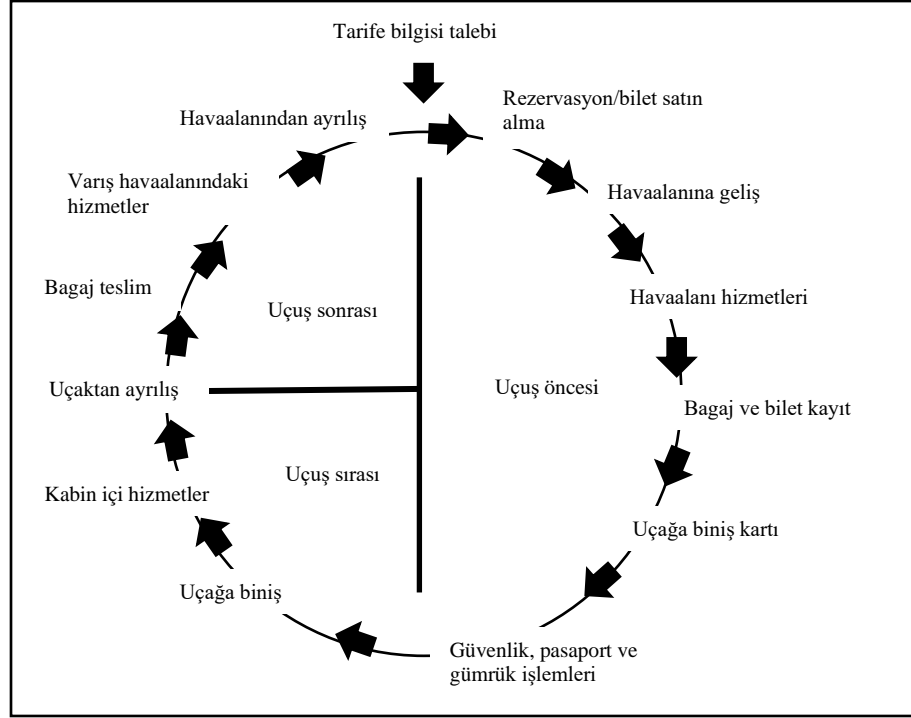 Tarife bilgisi talebi
Rezervasyon/bilet satın
alma
Havaalanına geliş
Havaalanı hizmetleri
Bagaj ve bilet kayıt
Uçağa biniş kartı
Güvenlik, pasaport ve
gümrük işlemleri
Uçağa biniş
Kabin içi hizmetler
Uçaktan ayrılış
Bagaj teslim
Varış havaalanındaki
hizmetler
Havaalanından ayrılış
Uçuş sonrası
Uçuş öncesi
Uçuş sırası